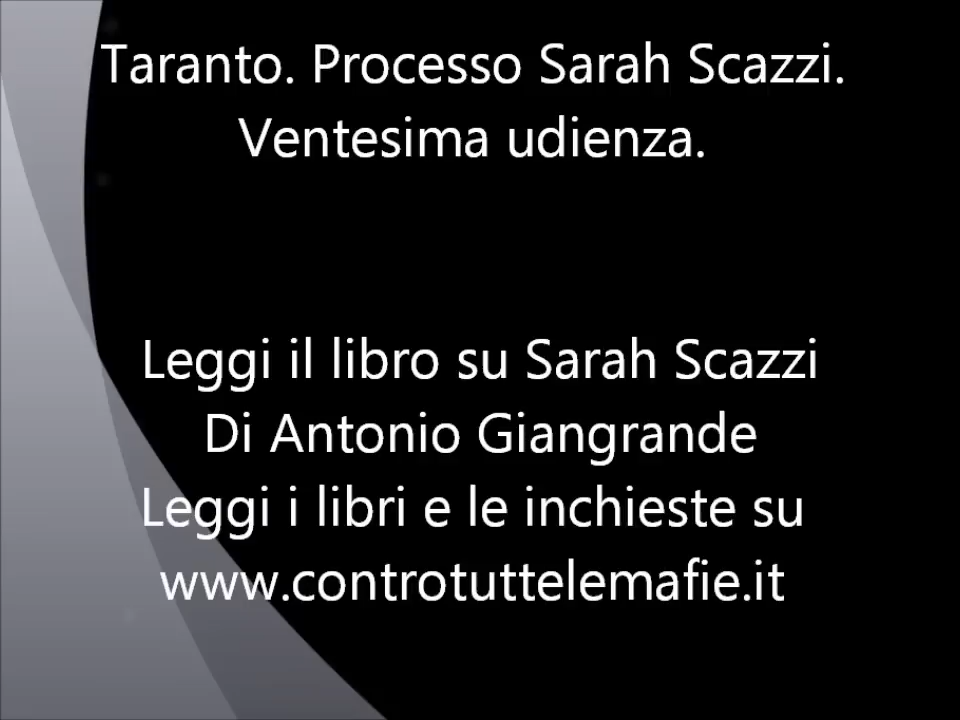 Taranto. Processo Sarah Scazzi.
Ventesima udienza.
Leggi il libro su Sarah Scazzi
Di Antonio Giangrande
Leggi i libri e le inchieste su
www.controtuttelemafie.it